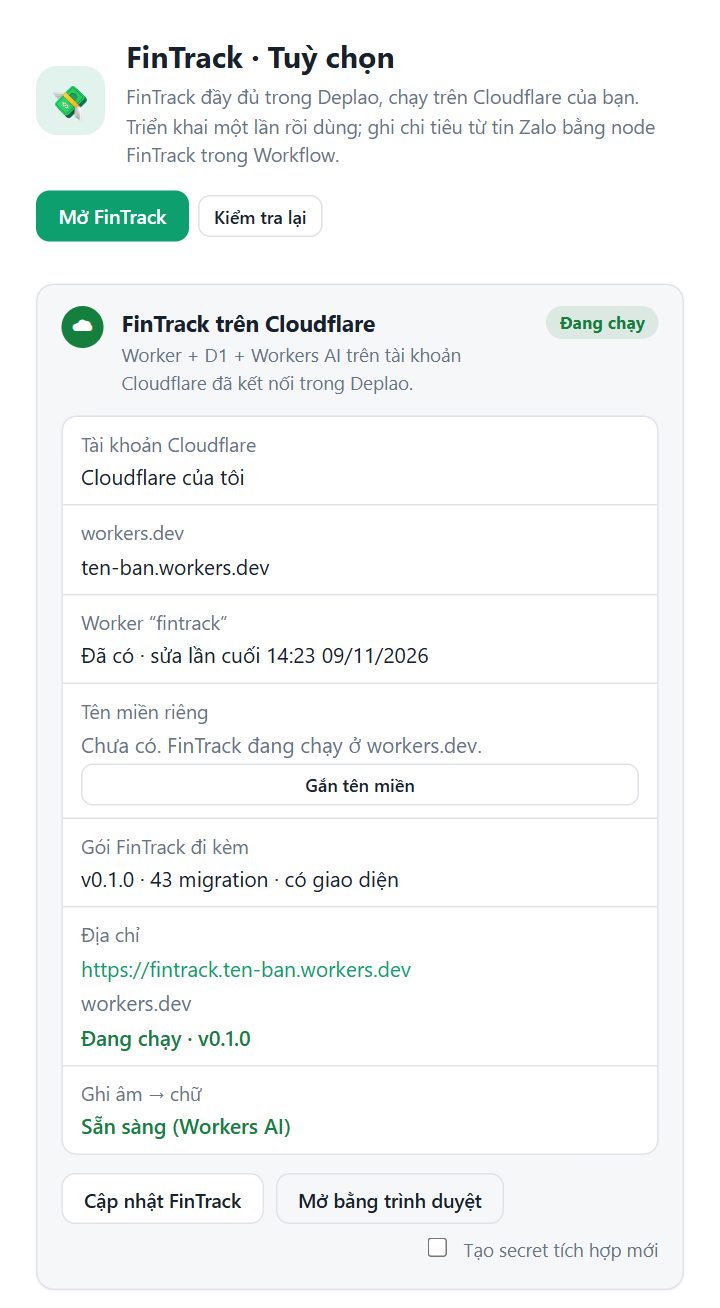 FinTrack · Tuỳ chọn
FinTrack đầy đủ trong Deplao, chạy trên Cloudflare của bạn.
Triển khai một lần rồi dùng; ghi chi tiêu từ tin Zalo bằng node
FinTrack trong Workflow.
Mở FinTrack
Kiểm tra lại
FinTrack trên Cloudflare
Đang chạy
Worker + D1 + Workers AI trên tài khoản
Cloudflare đã kết nối trong Deplao.
Tài khoản Cloudflare
Cloudflare của tôi
workers.dev
ten-ban.workers.dev
Worker “fintrack”
Đã có · sửa lần cuối 14:23 09/11/2026
Tên miền riêng
Chưa có. FinTrack đang chạy ở workers.dev.
Gắn tên miền
Gói FinTrack đi kèm
v0.1.0 · 43 migration · có giao diện
Địa chỉ
https://fintrack.ten-ban.workers.dev
workers.dev
Đang chạy · v0.1.0
Ghi âm → chữ
Sẵn sàng (Workers AI)
Cập nhật FinTrack
Mở bằng trình duyệt
Tạo secret tích hợp mới